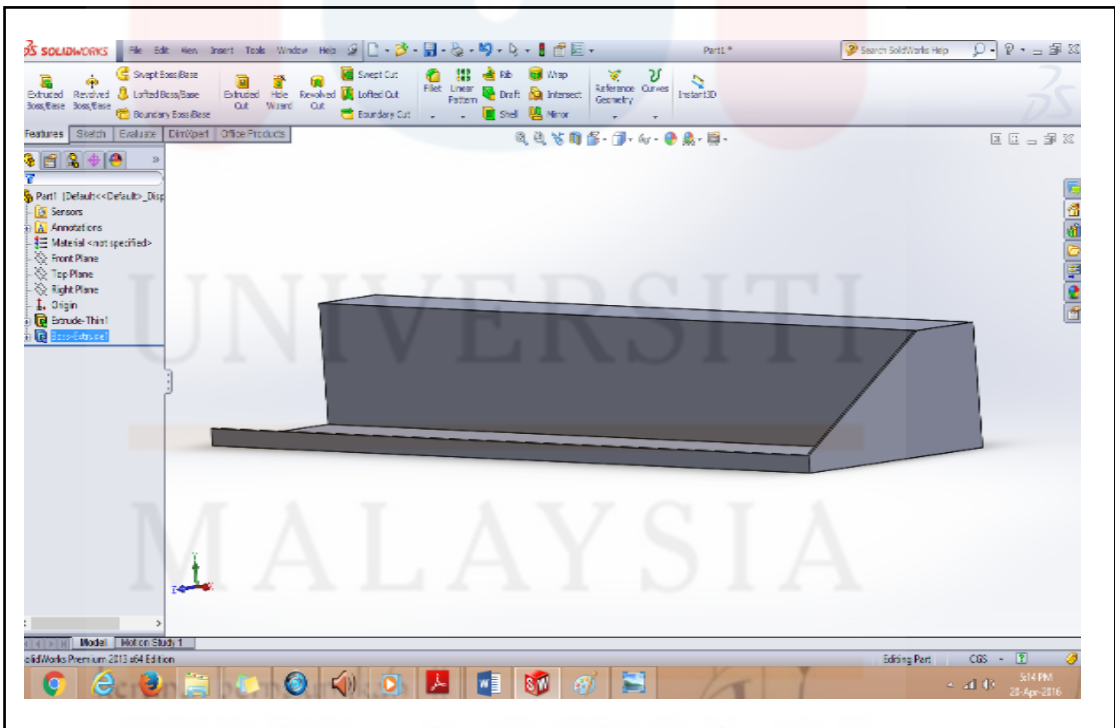 SOLIDWORKS File Edit View Insert Tools Window Help Part1 * Search SolidWorks Help
Extruded Boss/Base
Revolved Boss/Base
Swept Boss/Base
Lofted Boss/Base
Boundary Boss/Base
Extruded Cut
Hole Wizard
Revolved Cut
Swept Cut
Lofted Cut
Boundary Cut
Fillet
Linear Pattern
Rib
Draft
Shell
Wrap
Intersect
Mirror
Reference Geometry
Curves
Instant3D
Features Sketch Evaluate DimXpert Office Products
Part1 (Default<<Default>_Disp
Sensors
Annotations
Material <not specified>
Front Plane
Top Plane
Right Plane
Origin
Extrude-Thin1
Boss-Extrude1
UNIVERSITI
MALAYSIA
Model Motion Study 1
SolidWorks Premium 2013 x64 Edition Editing Part CGS
5:14 PM
20-Apr-2016